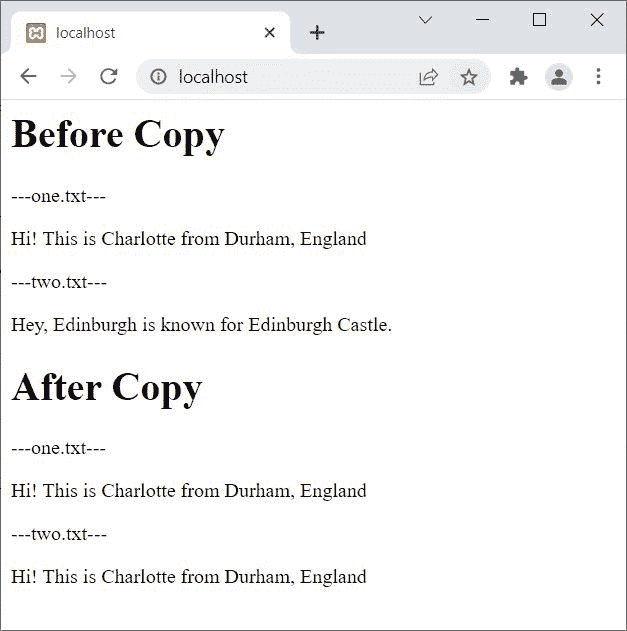 localhost
localhost
Before Copy
---one.txt---
Hi! This is Charlotte from Durham, England
---two.txt---
Hey, Edinburgh is known for Edinburgh Castle.
After Copy
---one.txt---
Hi! This is Charlotte from Durham, England
---two.txt---
Hi! This is Charlotte from Durham, England